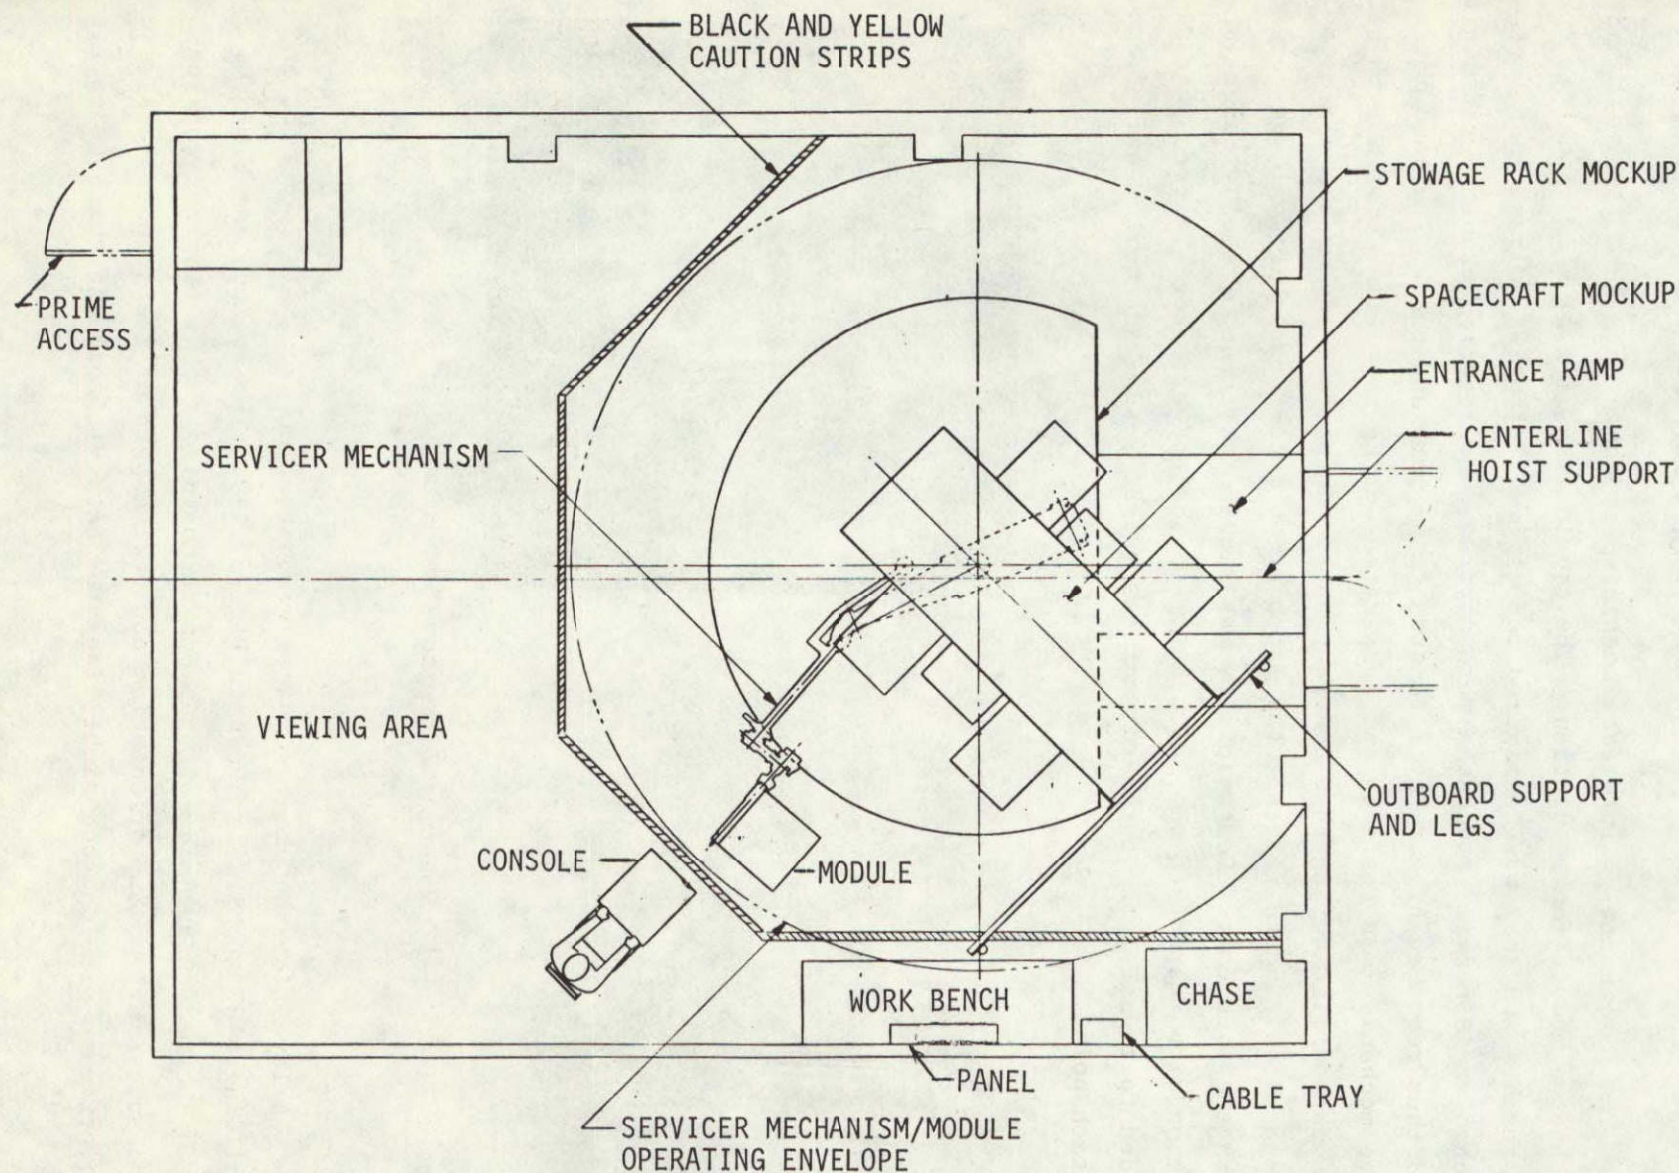 BLACK AND YELLOW
CAUTION STRIPS
STOWAGE RACK MOCKUP
SPACECRAFT MOCKUP
PRIME
ACCESS
ENTRANCE RAMP
CENTERLINE
HOIST SUPPORT
SERVICER MECHANISM
VIEWING AREA
OUTBOARD SUPPORT
AND LEGS
CONSOLE
MODULE
WORK BENCH
CHASE
PANEL
CABLE TRAY
SERVICER MECHANISM/MODULE
OPERATING ENVELOPE